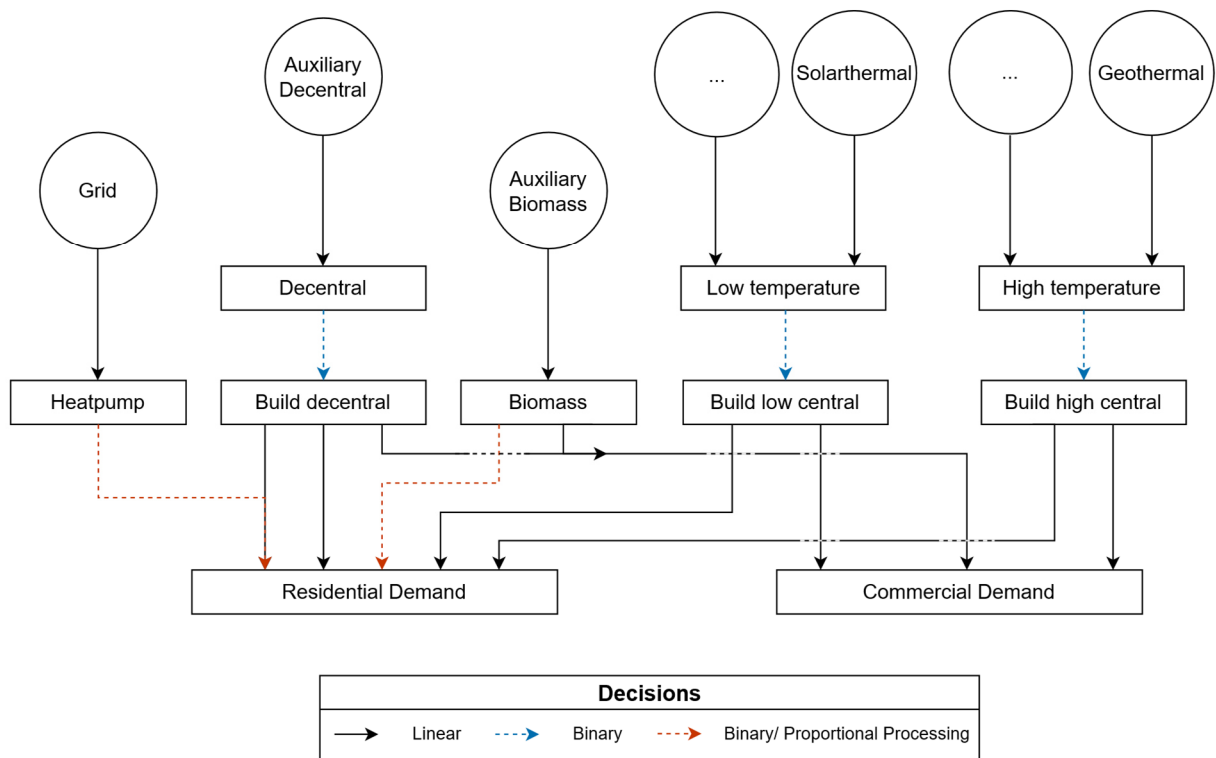 Auxiliary
Decentral
...
Solarthermal
...
Geothermal
Grid
Auxiliary
Biomass
Decentral
Low temperature
High temperature
Heatpump
Build decentral
Biomass
Build low central
Build high central
Residential Demand
Commercial Demand
Decisions
Linear
Binary
Binary/ Proportional Processing